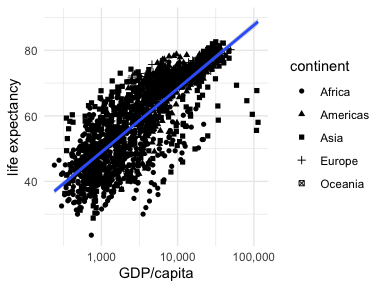 life expectancy
80
60
40
1,000
10,000
100,000
GDP/capita
continent
Africa
Americas
Asia
Europe
Oceania